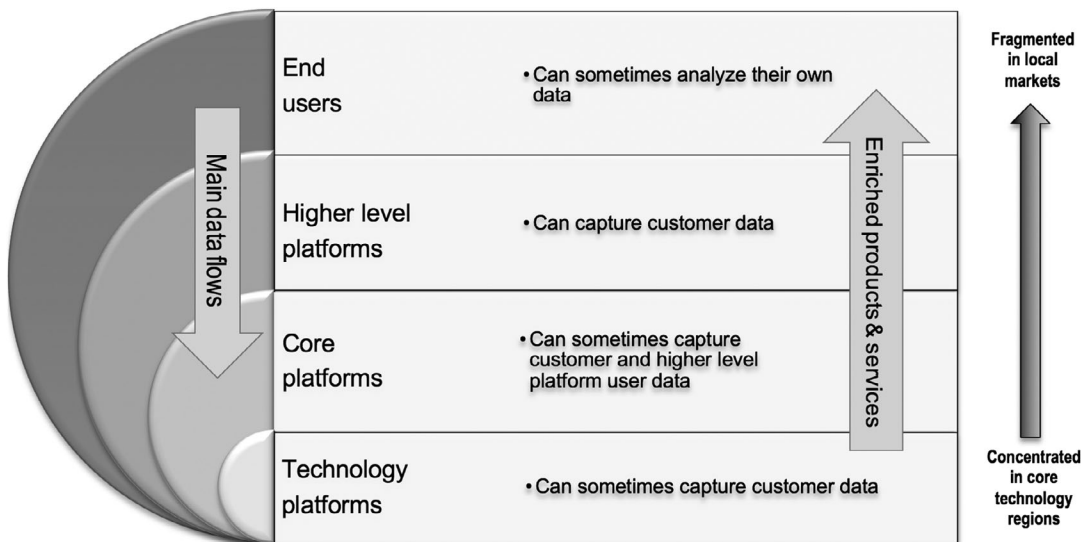 End
users
• Can sometimes analyze their own
data
Higher level
platforms
• Can capture customer data
Core
platforms
• Can sometimes capture
customer and higher level
platform user data
Technology
platforms
• Can sometimes capture customer data
Main data flows
Enriched products & services
Fragmented
in local
markets
Concentrated
in core
technology
regions